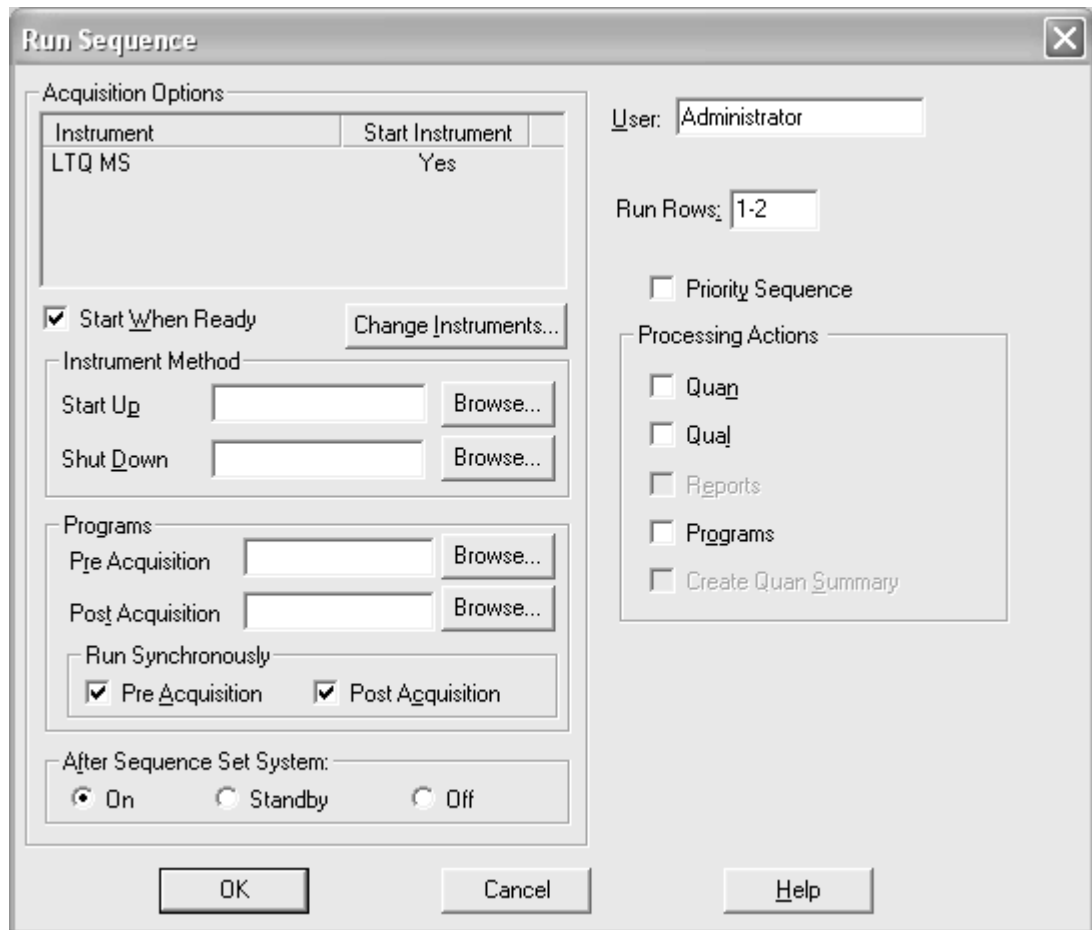 Run Sequence
Acquisition Options
Instrument Start Instrument
LTQ MS Yes
Start When Ready
Change Instruments...
Instrument Method
Start Up Browse...
Shut Down Browse...
Programs
Pre Acquisition Browse...
Post Acquisition Browse...
Run Synchronously
Pre Acquisition Post Acquisition
After Sequence Set System:
On Standby Off
User: Administrator
Run Rows: 1-2
Priority Sequence
Processing Actions
Quan
Qual
Reports
Programs
Create Quan Summary
OK Cancel Help